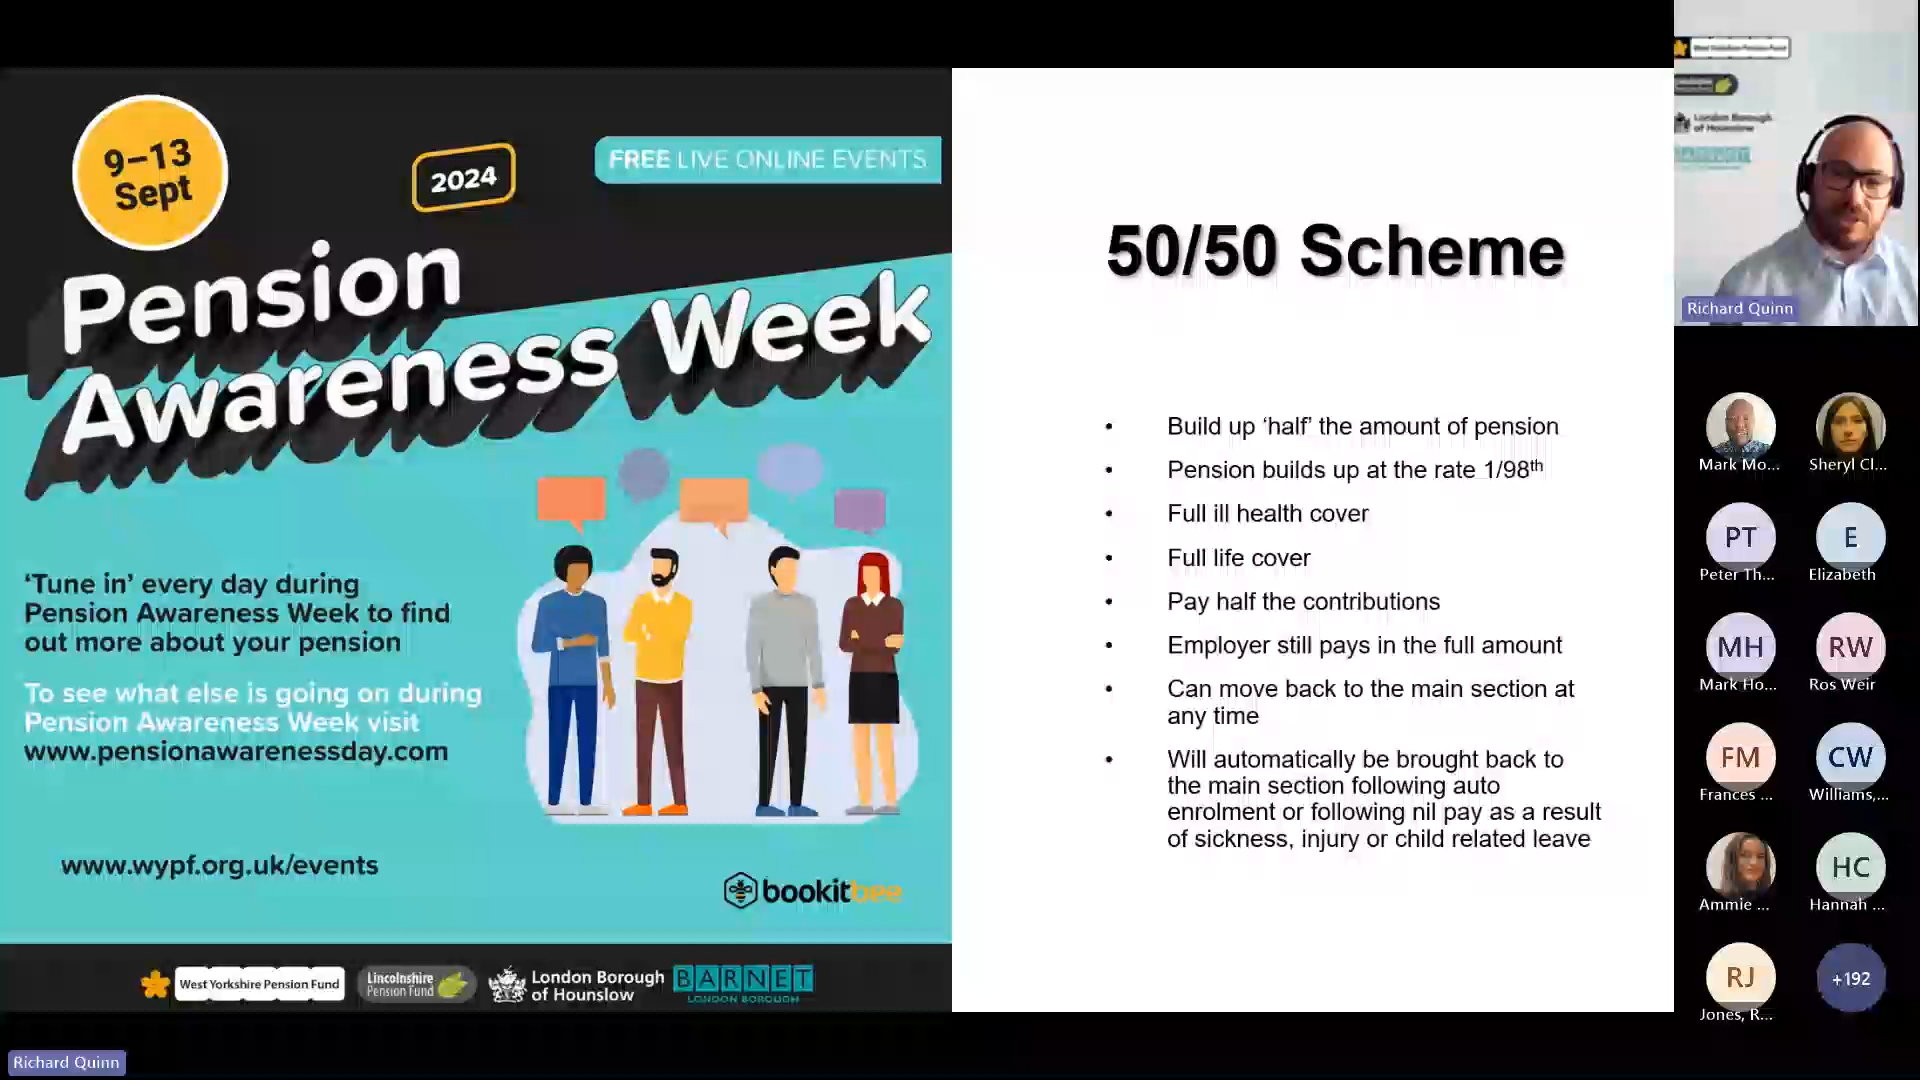 9–13
Sept
2024
FREE LIVE ONLINE EVENTS
Pension
Awareness Week
‘Tune in’ every day during
Pension Awareness Week to find
out more about your pension
To see what else is going on during
Pension Awareness Week visit
www.pensionawarenessday.com
www.wypf.org.uk/events
bookitbee
West Yorkshire Pension Fund
Lincolnshire
Pension Fund
London Borough
of Hounslow
BARNET
LONDON BOROUGH
50/50 Scheme
• Build up ‘half’ the amount of pension
• Pension builds up at the rate 1/98th
• Full ill health cover
• Full life cover
• Pay half the contributions
• Employer still pays in the full amount
• Can move back to the main section at
any time
• Will automatically be brought back to
the main section following auto
enrolment or following nil pay as a result
of sickness, injury or child related leave
West Yorkshire Pension Fund
London Borough
of Hounslow
Richard Quinn
Mark Mo...
Sheryl Cl...
PT
Peter Th...
E
Elizabeth
MH
Mark Ho...
RW
Ros Weir
FM
Frances ...
CW
Williams,...
Ammie ...
HC
Hannah ...
RJ
Jones, R...
+192
Richard Quinn